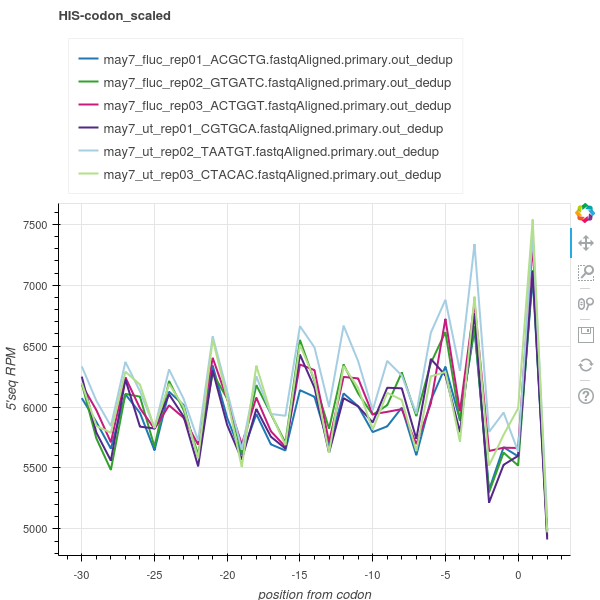 HIS-codon_scaled
may7_fluc_rep01_ACGCTG.fastqAligned.primary.out_dedup
may7_fluc_rep02_GTGATC.fastqAligned.primary.out_dedup
may7_fluc_rep03_ACTGGT.fastqAligned.primary.out_dedup
may7_ut_rep01_CGTGCA.fastqAligned.primary.out_dedup
may7_ut_rep02_TAATGT.fastqAligned.primary.out_dedup
may7_ut_rep03_CTACAC.fastqAligned.primary.out_dedup
7500
7000
6500
6000
5500
5000
5'seq RPM
-30 -25 -20 -15 -10 -5 0
position from codon